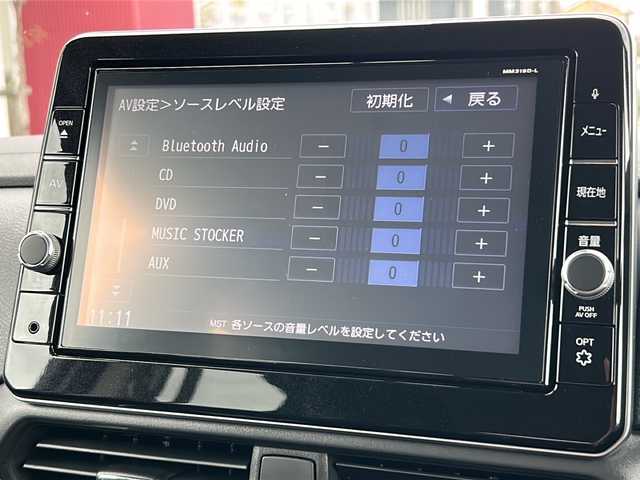 MM319D-L
OPEN
AV設定>ソースレベル設定
初期化
戻る
メニュー
AV
Bluetooth Audio
－ 0 ＋
CD
－ 0 ＋
現在地
DVD
－ 0 ＋
MUSIC STOCKER
－ 0 ＋
音量
AUX
－ 0 ＋
PUSH
AV OFF
11:11
MST 各ソースの音量レベルを設定してください
OPT